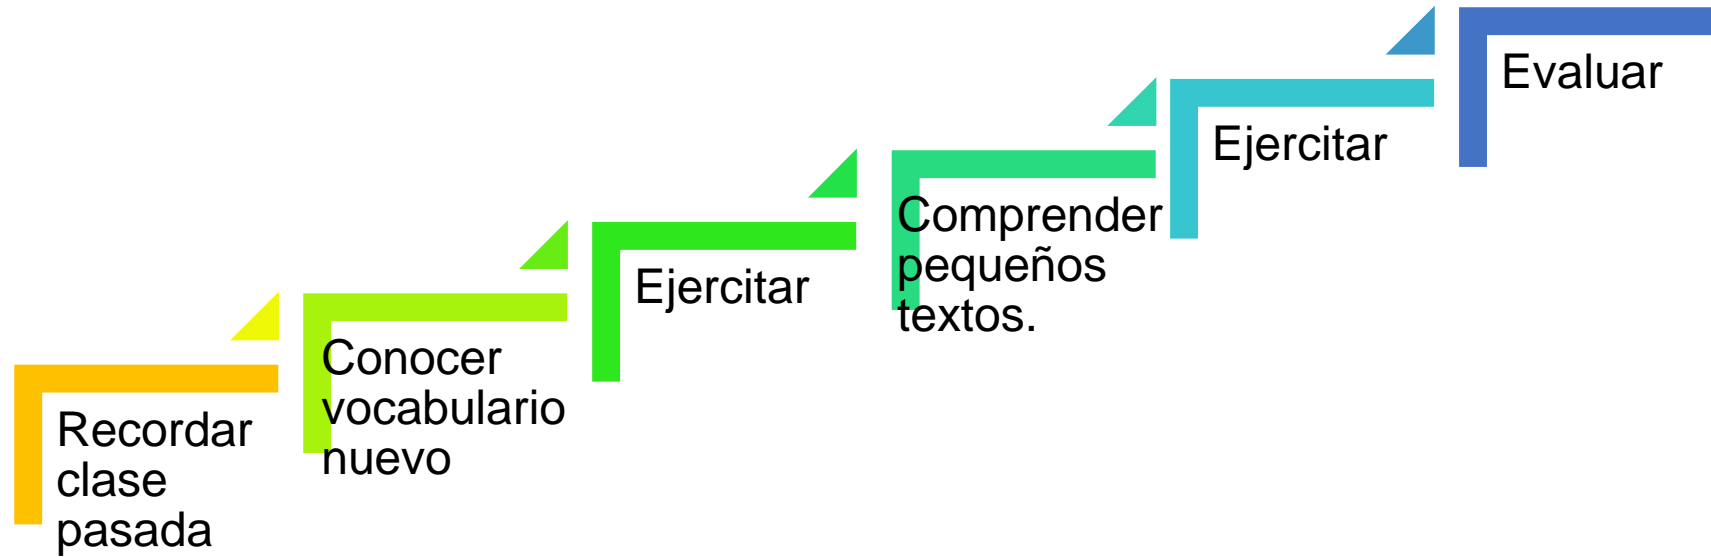 Recordar
clase
pasada
Conocer
vocabulario
nuevo
Ejercitar
Comprender
pequeños
textos.
Ejercitar
Evaluar